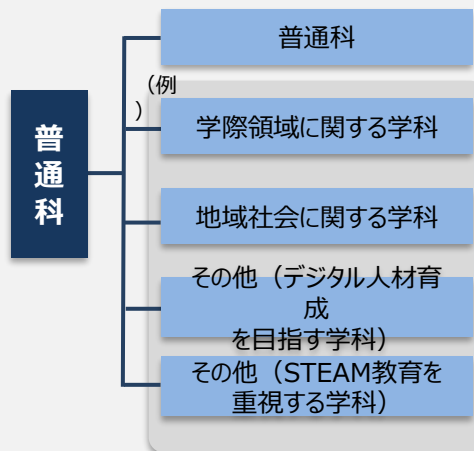 普通科
普通科
（例
）
学際領域に関する学科
地域社会に関する学科
その他（デジタル人材育
成
を目指す学科）
その他（STEAM教育を
重視する学科）